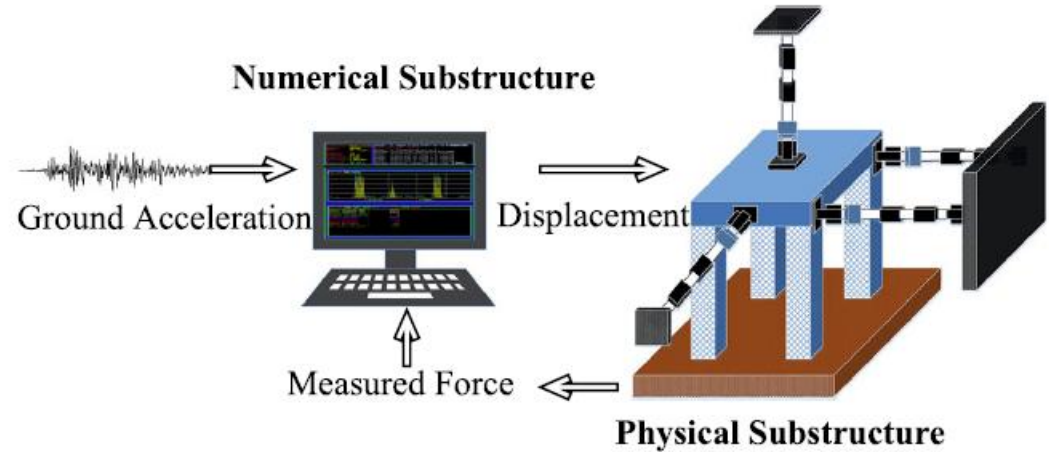 Numerical Substructure
Ground Acceleration
Displacement
Measured Force
Physical Substructure